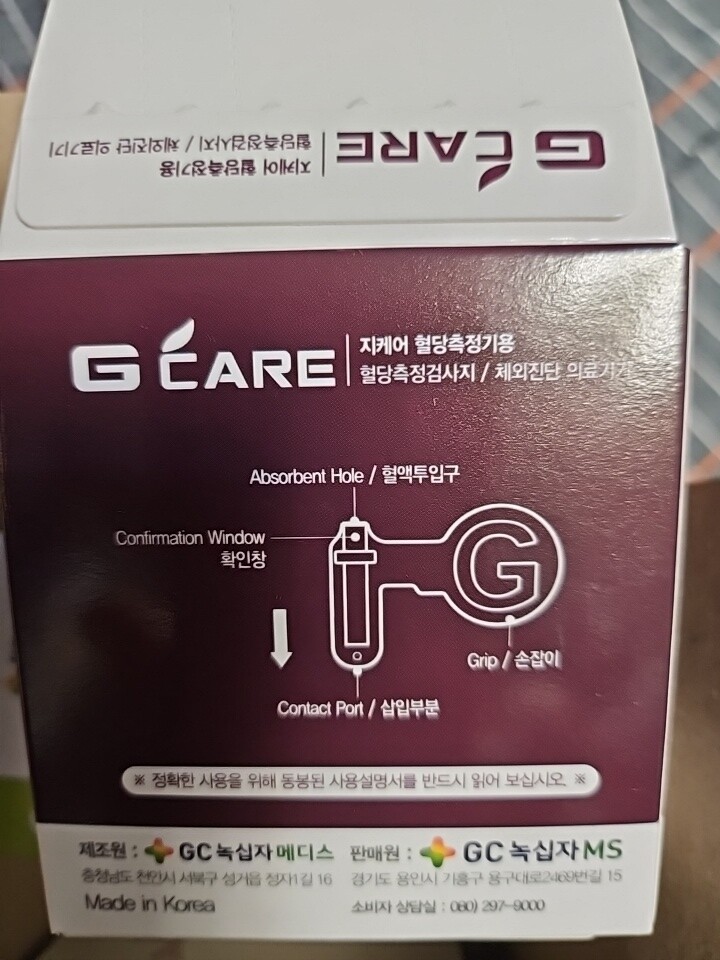 G CARE
지케어 혈당측정기용
혈당측정검사지 / 체외진단 의료기기
G CARE
지케어 혈당측정기용
혈당측정검사지 / 체외진단 의료기기
Absorbent Hole / 혈액투입구
Confirmation Window
확인창
G
Grip / 손잡이
Contact Port / 삽입부분
※ 정확한 사용을 위해 동봉된 사용설명서를 반드시 읽어 보십시오. ※
제조원 : GC녹십자메디스
충청남도 천안시 서북구 성거읍 정자1길 16
Made in Korea
판매원 : GC녹십자MS
경기도 용인시 기흥구 용구대로2469번길 15
소비자 상담실 : 080) 297-9000